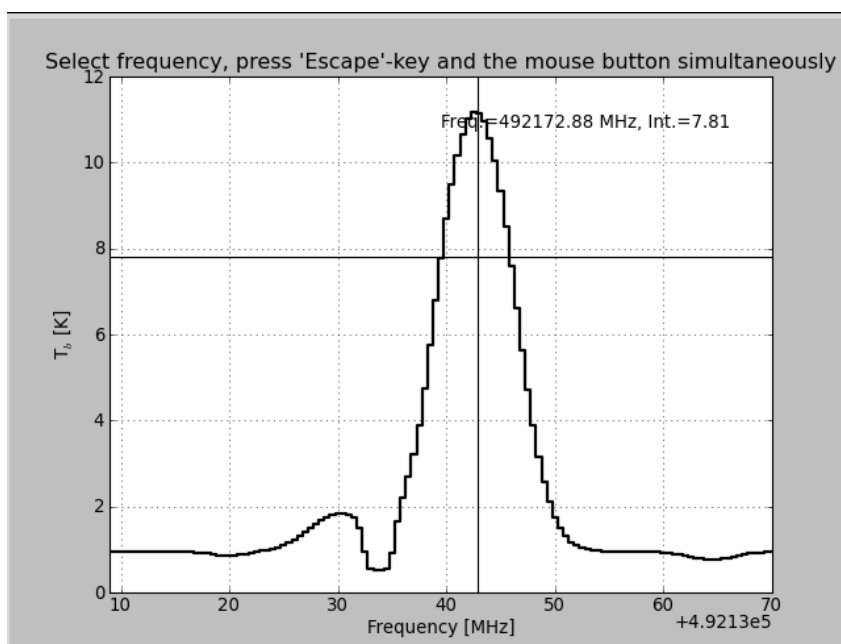 Select frequency, press 'Escape'-key and the mouse button simultaneously
12
Freq.=492172.88 MHz, Int.=7.81
10
8
6
4
2
0
T_b [K]
10 20 30 40 50 60 70
Frequency [MHz]
+4.9213e5